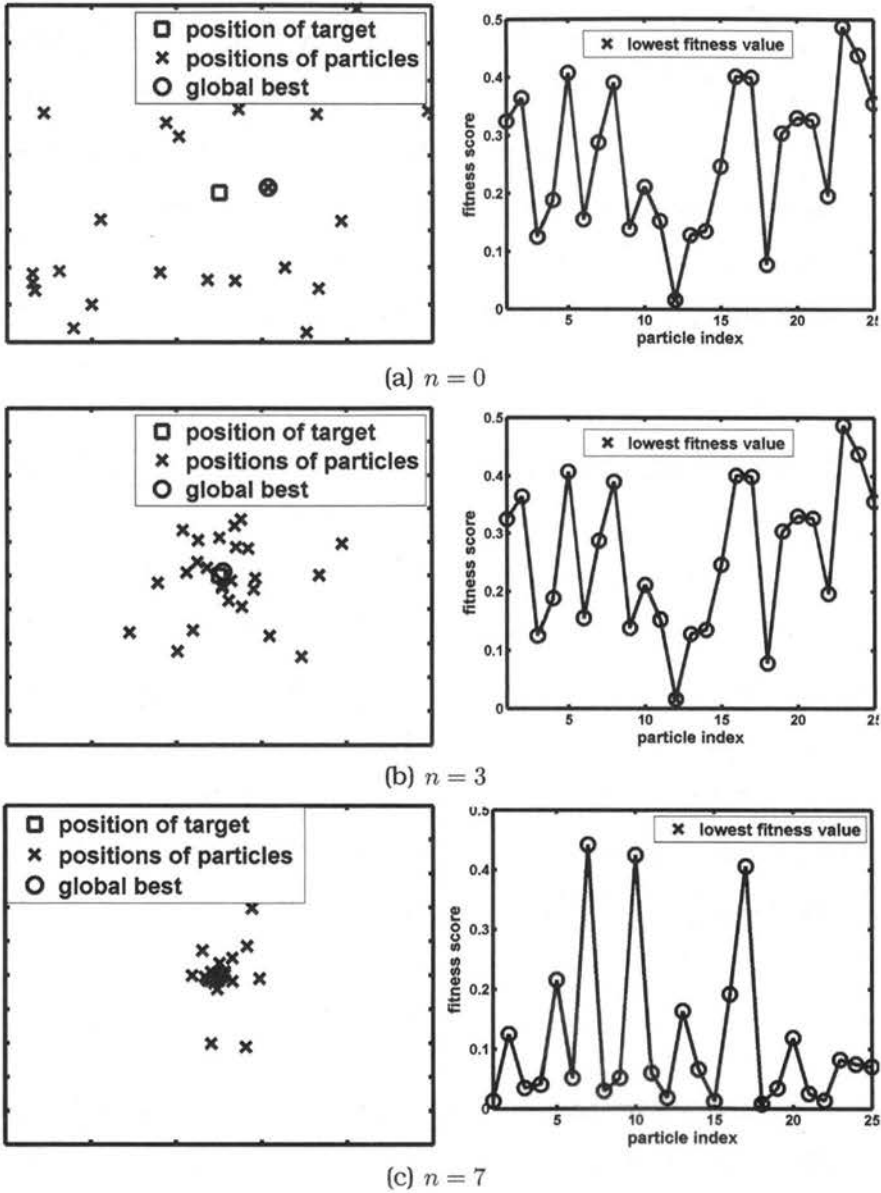 position of target
positions of particles
global best
lowest fitness value
fitness score
0.5
0.4
0.3
0.2
0.1
0
5
10
15
20
25
particle index
(a) n = 0
position of target
positions of particles
global best
lowest fitness value
fitness score
0.5
0.4
0.3
0.2
0.1
0
5
10
15
20
25
particle index
(b) n = 3
position of target
positions of particles
global best
lowest fitness value
fitness score
0.5
0.4
0.3
0.2
0.1
0
5
10
15
20
25
particle index
(c) n = 7